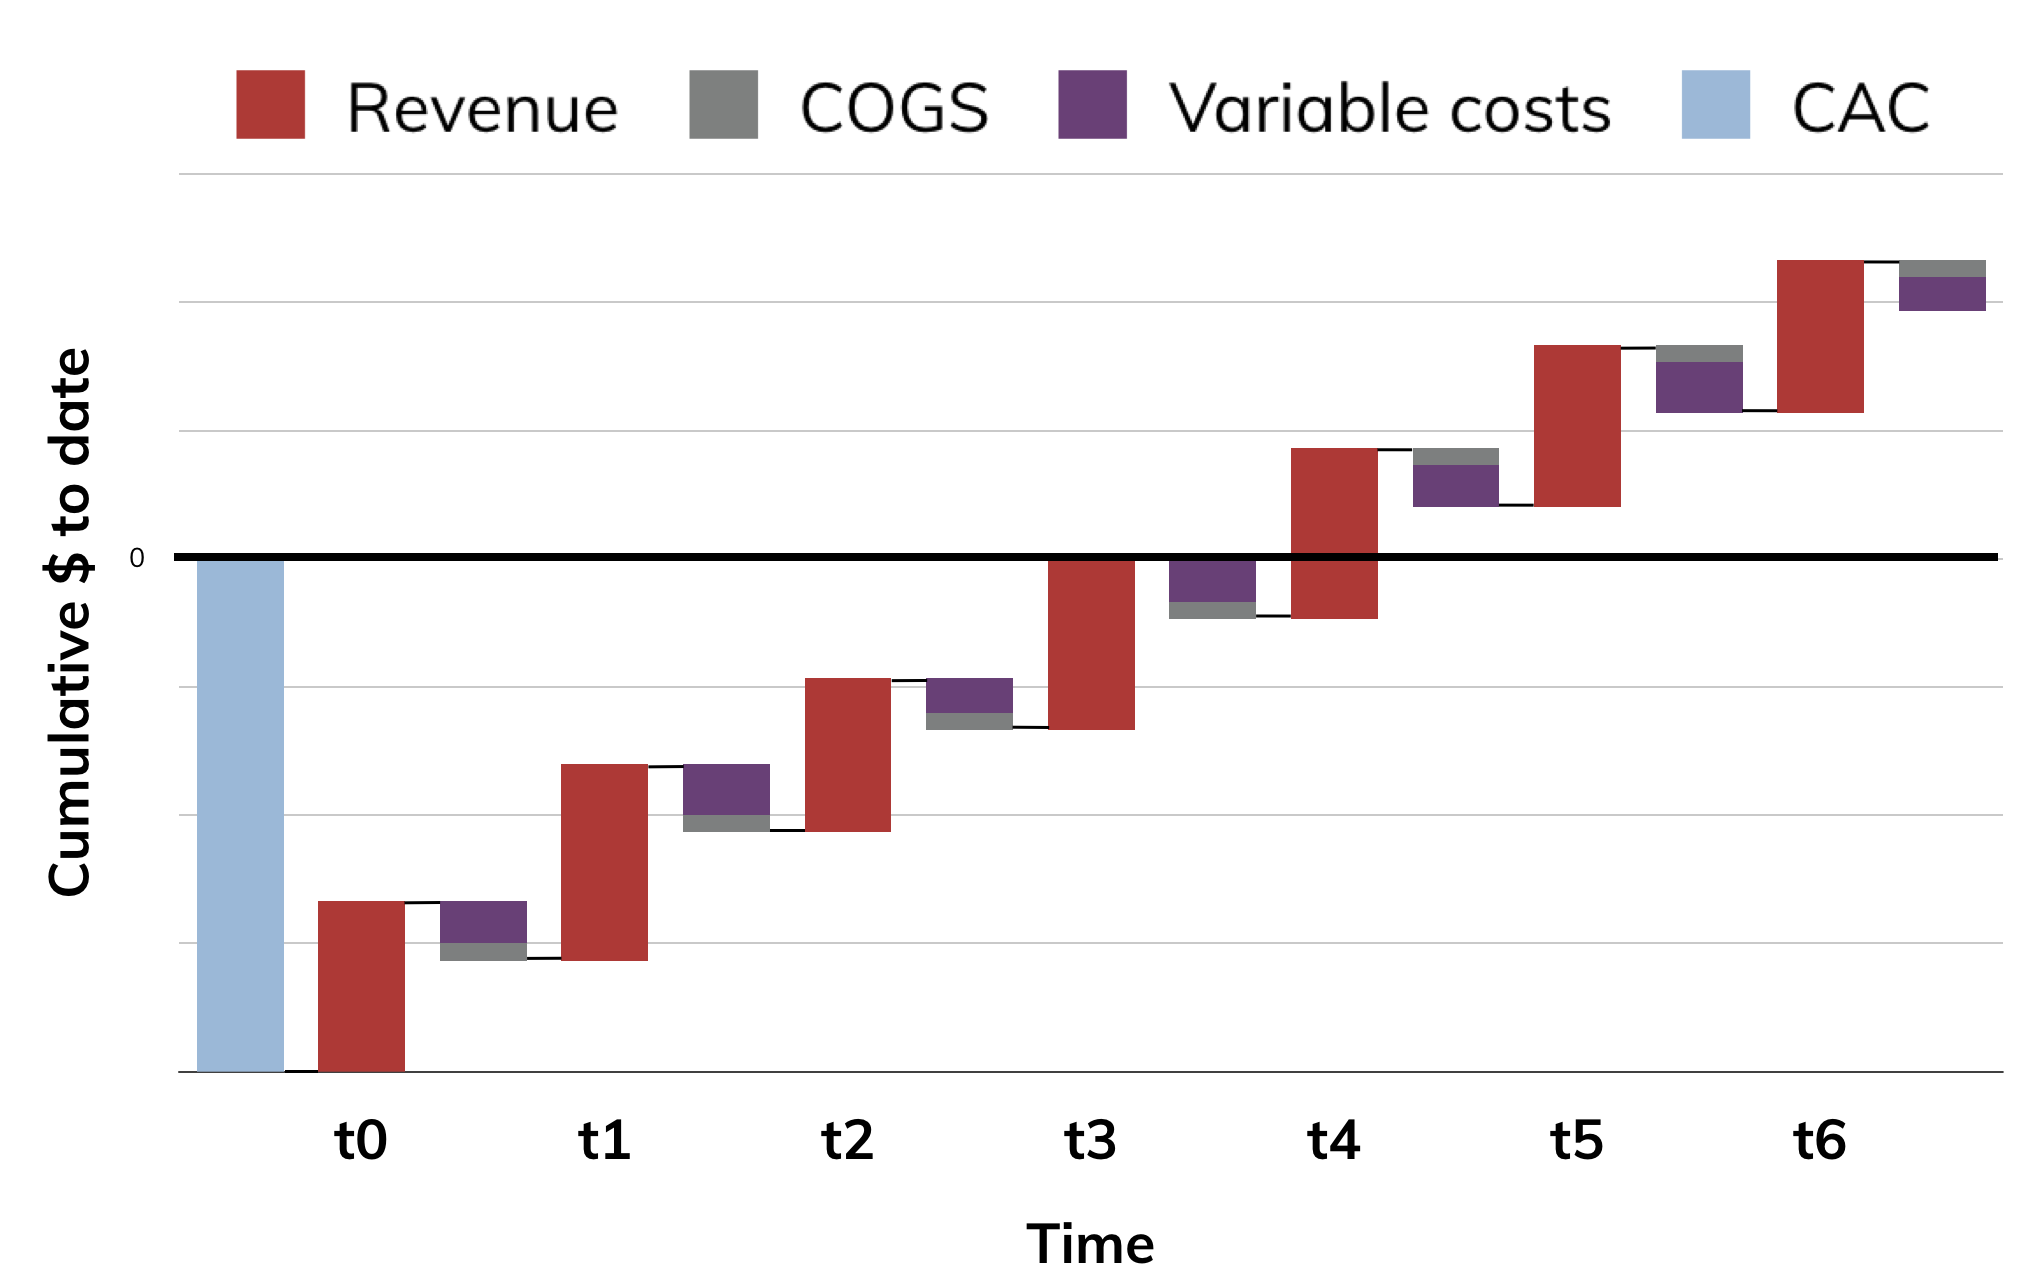 Revenue COGS Variable costs CAC
Cumulative $ to date
0
t0 t1 t2 t3 t4 t5 t6
Time